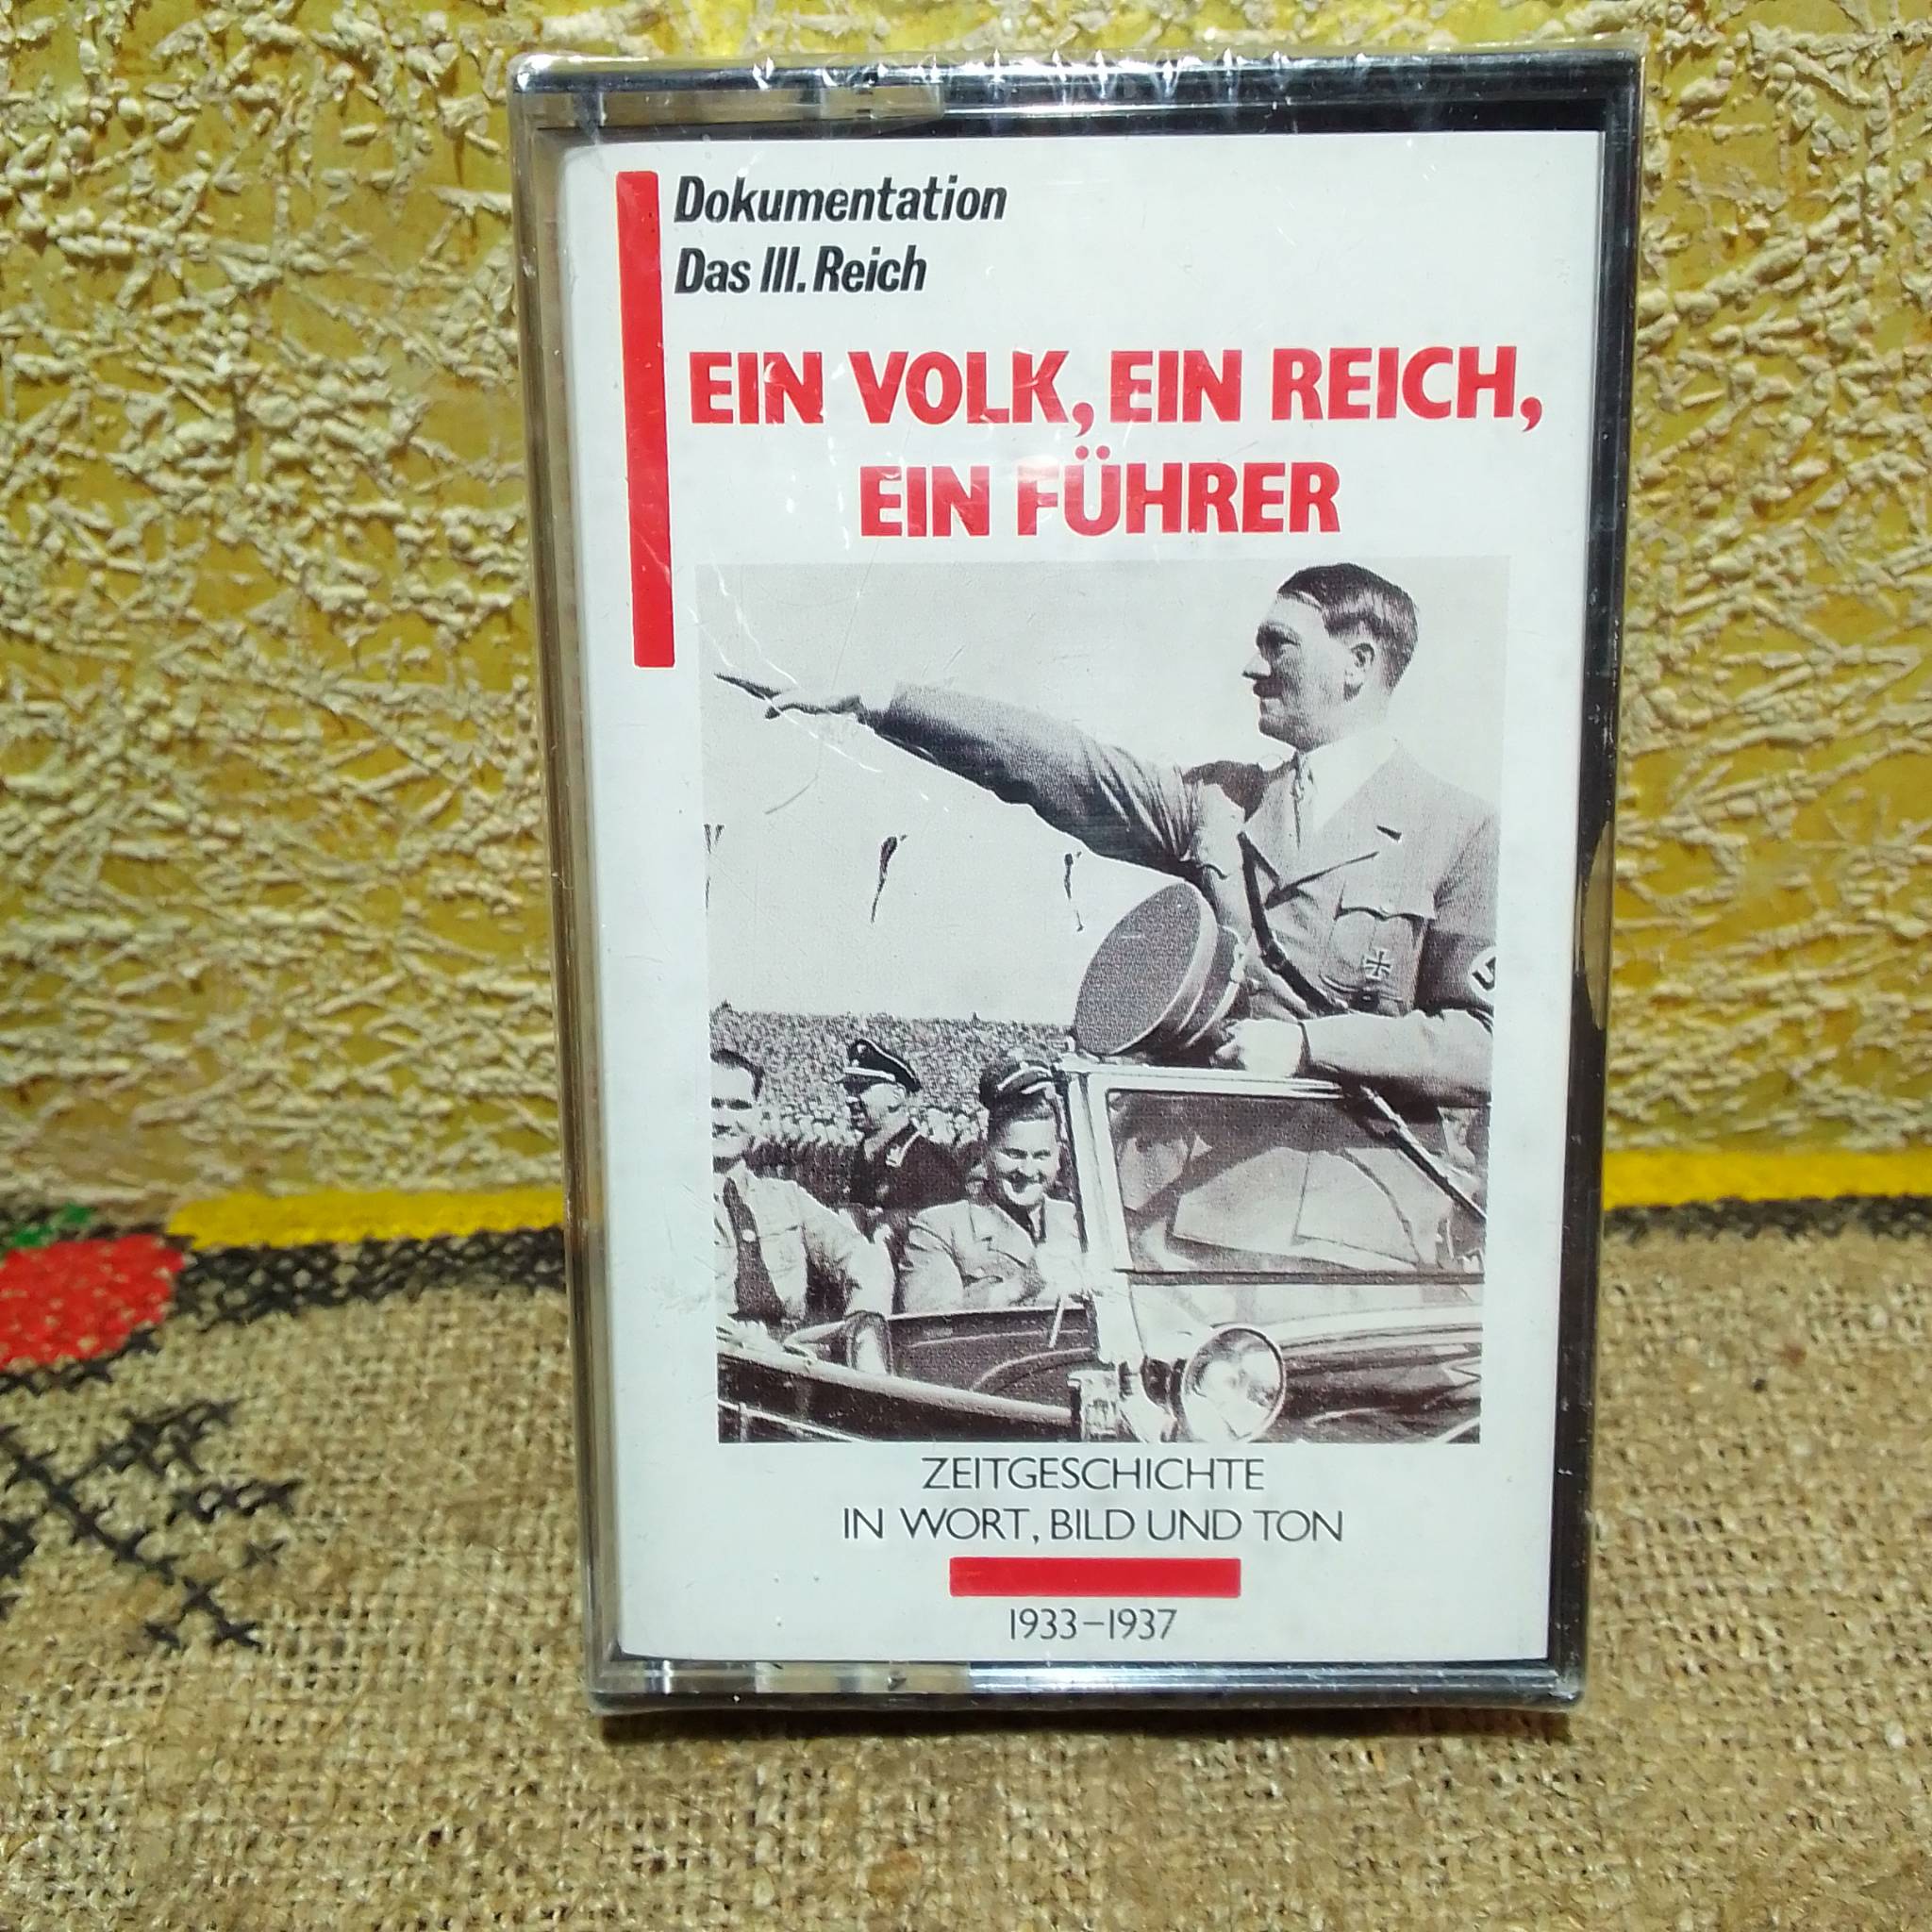 Dokumentation
Das III. Reich
EIN VOLK, EIN REICH,
EIN FÜHRER
ZEITGESCHICHTE
IN WORT, BILD UND TON
1933–1937